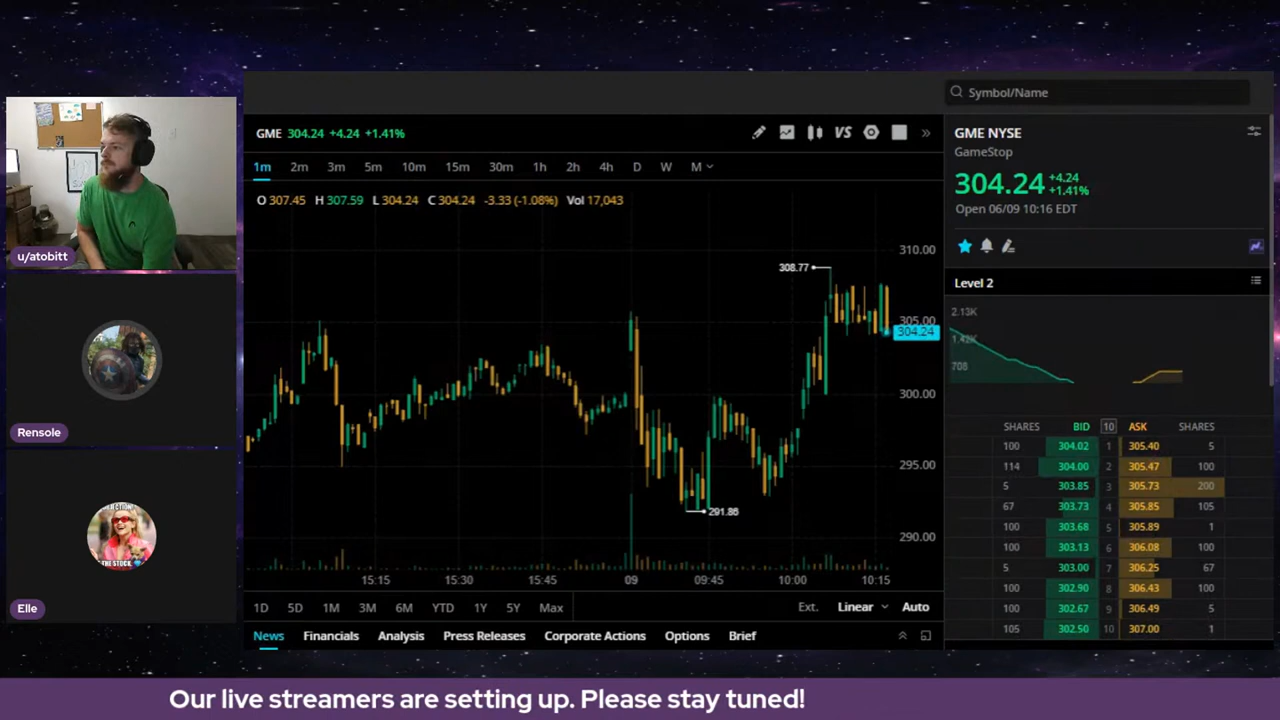 u/atobitt
Rensole
THE STOCK
Elle
GME 304.24 +4.24 +1.41%
VS
1m 2m 3m 5m 10m 15m 30m 1h 2h 4h D W M
O 307.45 H 307.59 L 304.24 C 304.24 -3.33 (-1.08%) Vol 17,043
310.00
308.77
305.00
304.24
300.00
295.00
291.86
290.00
15:15 15:30 15:45 09 09:45 10:00 10:15
1D 5D 1M 3M 6M YTD 1Y 5Y Max Ext. Linear Auto
News Financials Analysis Press Releases Corporate Actions Options Brief
Symbol/Name
GME NYSE
GameStop
304.24 +4.24 +1.41%
Open 06/09 10:16 EDT
Level 2
2.13K
1.42K
708
SHARES BID 10 ASK SHARES
100 304.02 1 305.40 5
114 304.00 2 305.47 100
5 303.85 3 305.73 200
67 303.73 4 305.85 105
100 303.68 5 305.89 1
100 303.13 6 306.08 100
5 303.00 7 306.25 67
100 302.90 8 306.43 100
100 302.67 9 306.49 5
105 302.50 10 307.00 1
Our live streamers are setting up. Please stay tuned!